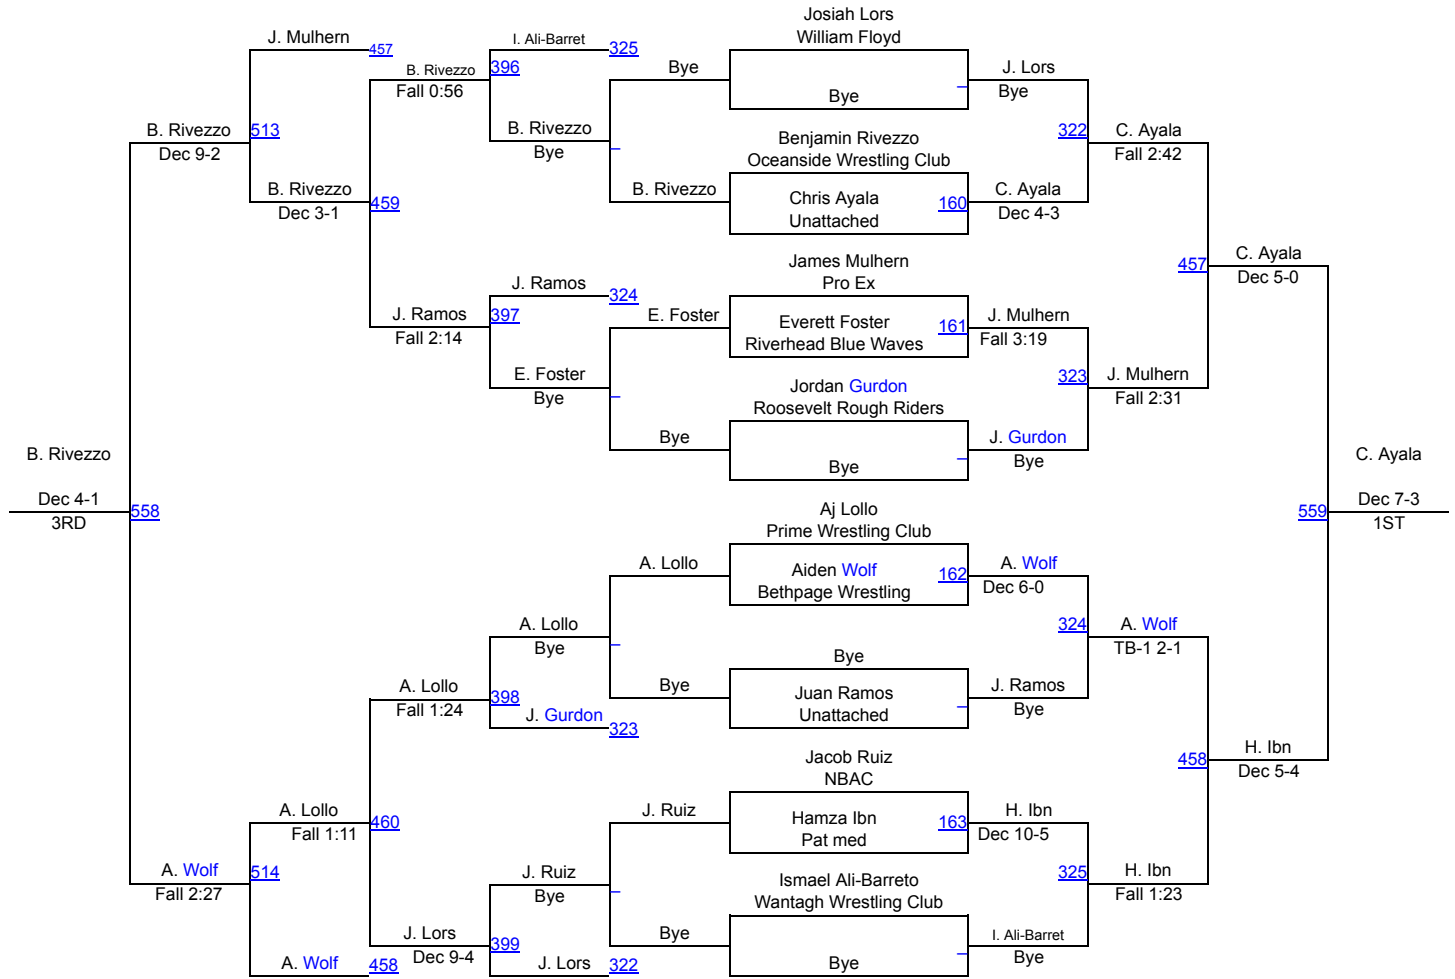 Josiah Lors
William Floyd
J. Mulhern
457
I. Ali-Barret
325
B. Rivezzo
396
Bye
J. Lors
Fall 0:56
Bye
Bye
B. Rivezzo
513
B. Rivezzo
322
C. Ayala
Dec 9-2
Bye
Benjamin Rivezzo
Oceanside Wrestling Club
Fall 2:42
B. Rivezzo
459
B. Rivezzo
Chris Ayala
Unattached
160
C. Ayala
Dec 3-1
Dec 4-3
James Mulhern
Pro Ex
457
C. Ayala
Dec 5-0
J. Ramos
324
J. Ramos
397
E. Foster
Everett Foster
Riverhead Blue Waves
161
J. Mulhern
Fall 2:14
Fall 3:19
E. Foster
323
J. Mulhern
Bye
Jordan Gurdon
Roosevelt Rough Riders
Fall 2:31
Bye
J. Gurdon
B. Rivezzo
Bye
Bye
C. Ayala
Dec 4-1
558
559
Dec 7-3
3RD
1ST
Aj Lollo
Prime Wrestling Club
A. Lollo
Aiden Wolf
Bethpage Wrestling
162
A. Wolf
Dec 6-0
A. Lollo
324
A. Wolf
Bye
Bye
TB-1 2-1
A. Lollo
398
Bye
Juan Ramos
Unattached
J. Ramos
Fall 1:24
Bye
J. Gurdon
323
Jacob Ruiz
NBAC
458
H. Ibn
Dec 5-4
A. Lollo
460
J. Ruiz
Hamza Ibn
Pat med
163
H. Ibn
Fall 1:11
Dec 10-5
A. Wolf
514
J. Ruiz
325
H. Ibn
Fall 2:27
Bye
Ismael Ali-Barreto
Wantagh Wrestling Club
Fall 1:23
J. Lors
399
Bye
I. Ali-Barret
Dec 9-4
Bye
Bye
A. Wolf
458
J. Lors
322